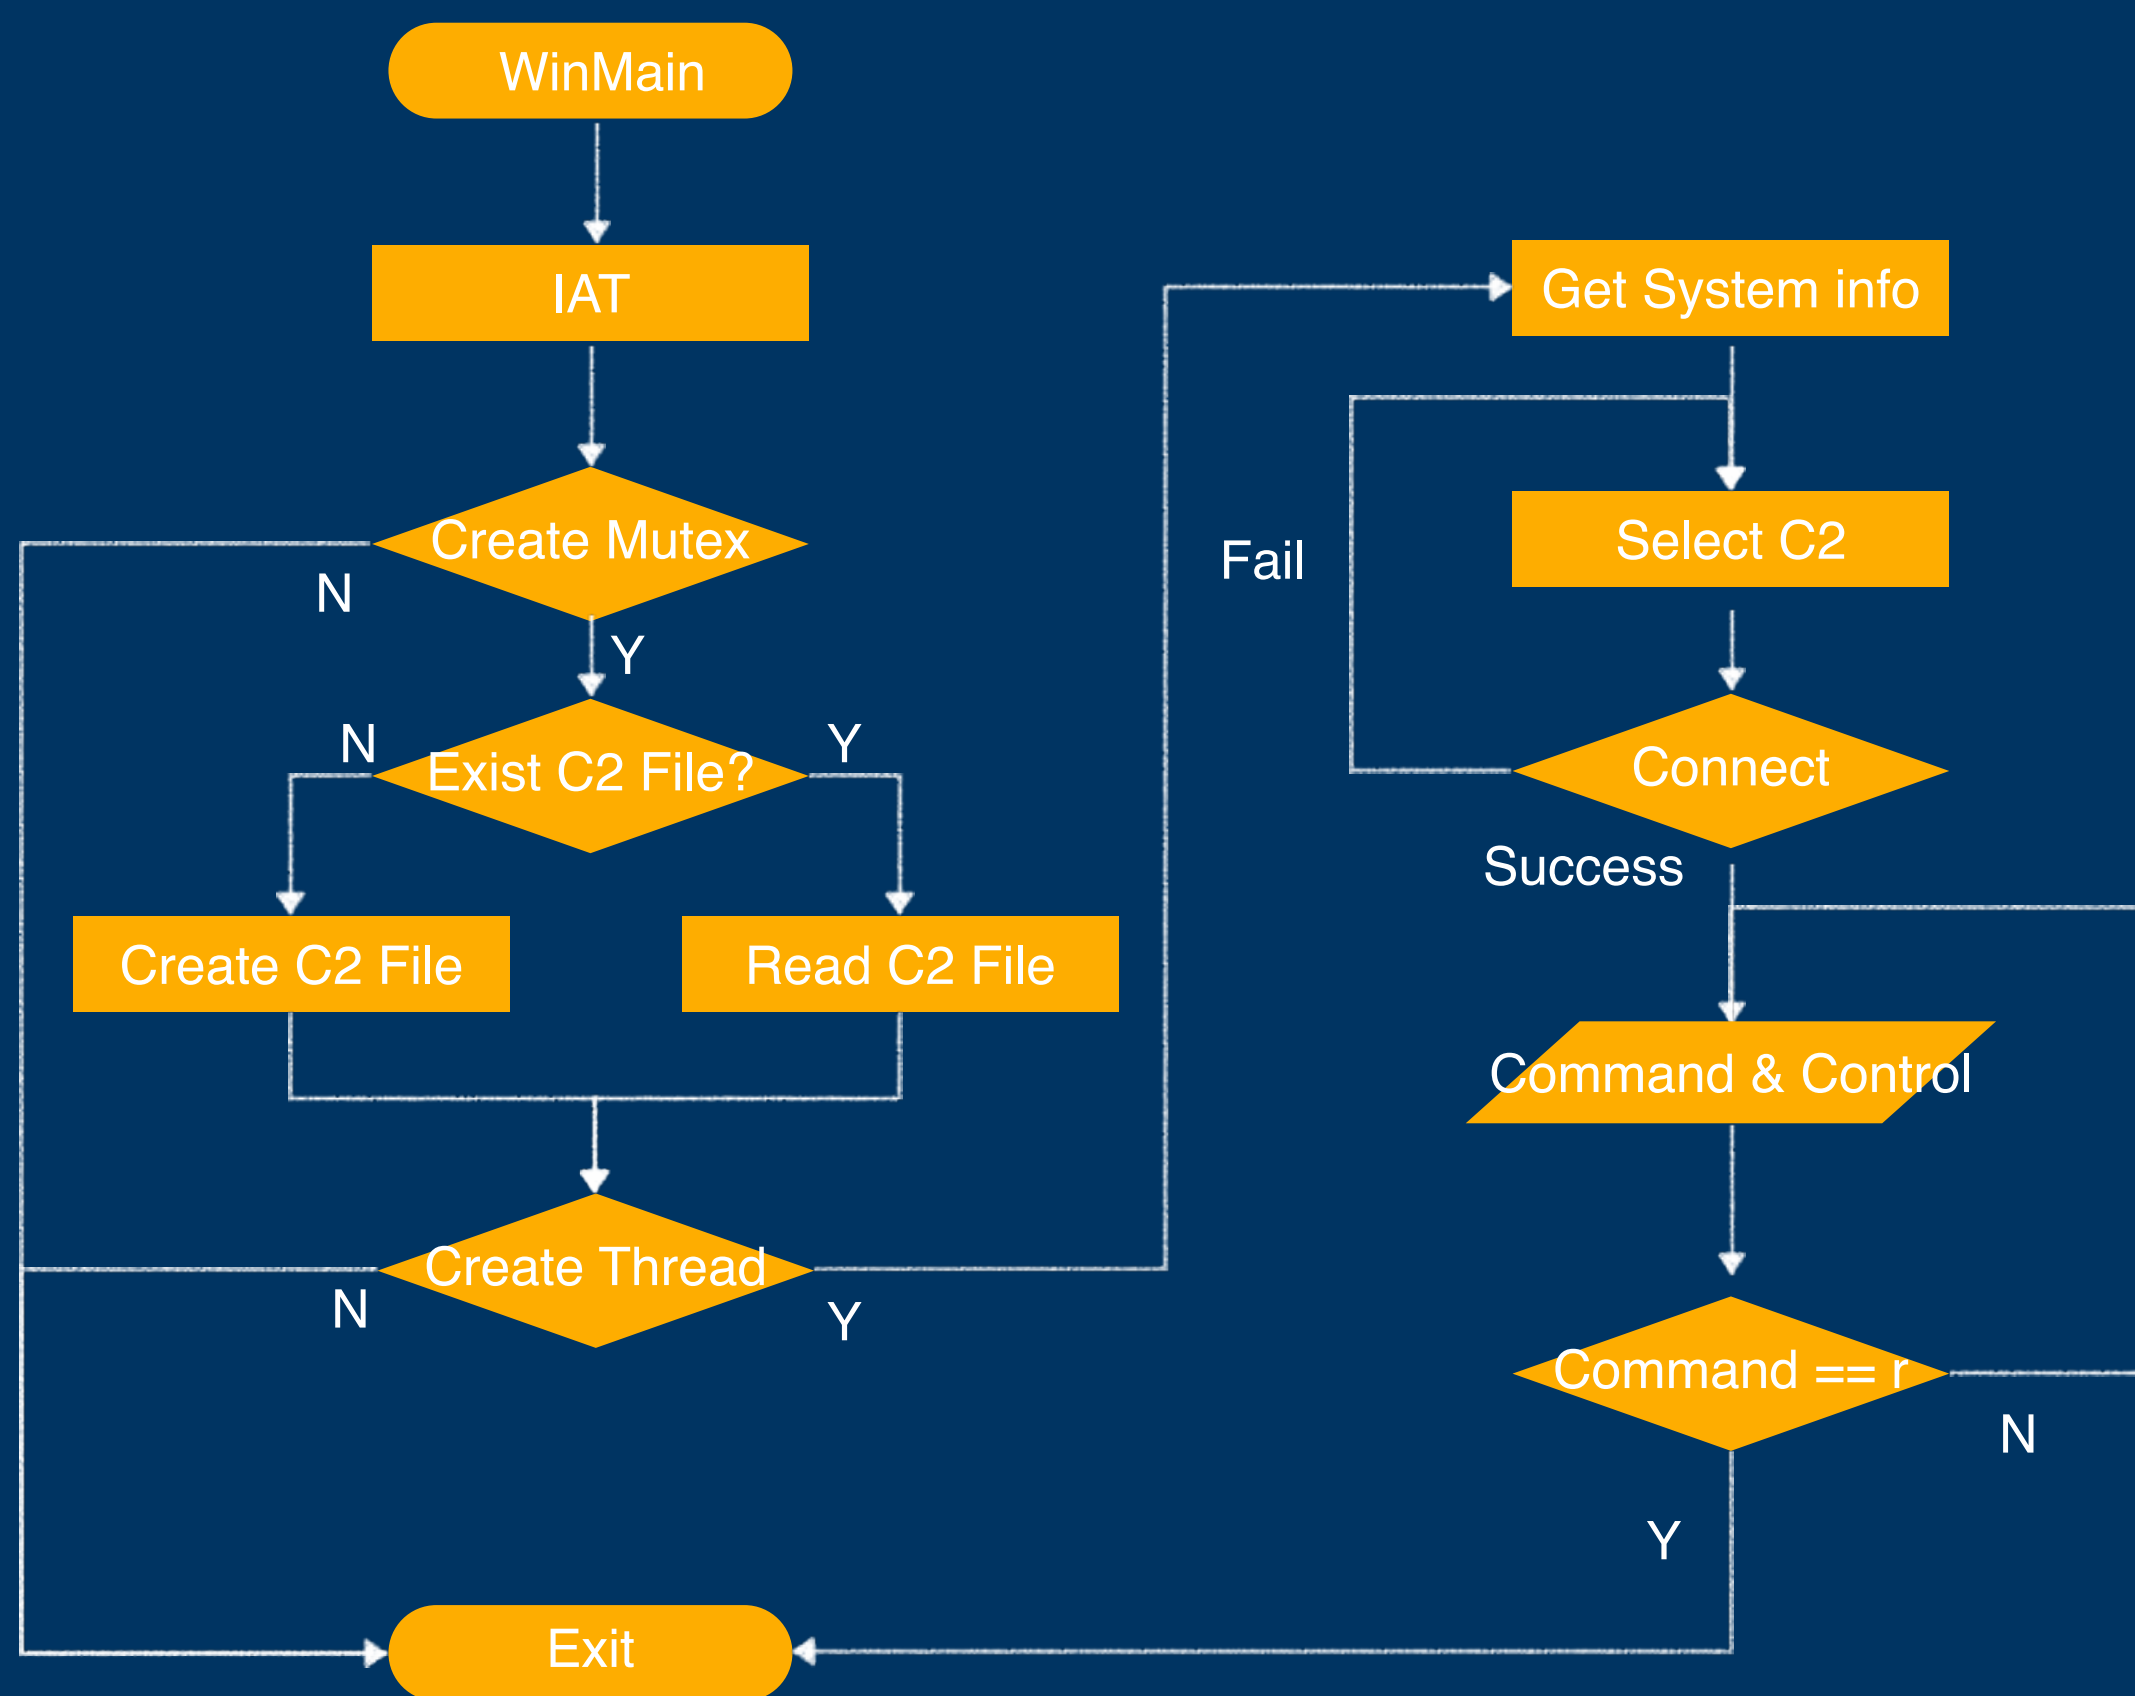 WinMain
IAT
Create Mutex
N
Y
N
Exist C2 File?
Y
Create C2 File
Read C2 File
Create Thread
N
Y
Exit
Get System info
Select C2
Fail
Connect
Success
Command & Control
Command == r
N
Y